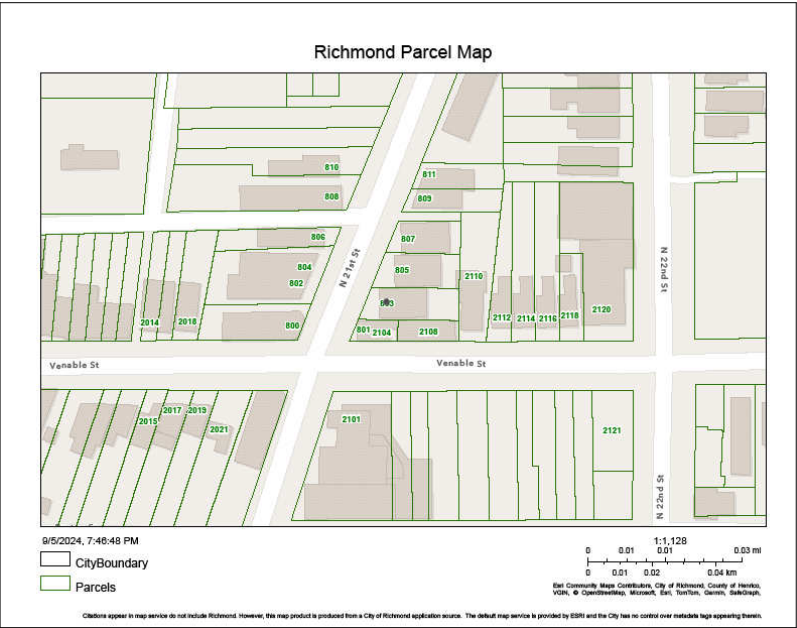 Richmond Parcel Map
810
811
808
809
806
807
N 21st St
804
805
802
2110
N 22nd St
803
800
801
2104
2108
2014
2016
2112
2114
2116
2118
2120
Venable St
Venable St
2017
2019
2015
2021
2101
2121
N 22nd St
9/5/2024, 7:46:48 PM
CityBoundary
Parcels
1:1,128
0 0.01 0.01 0.03 mi
0 0.01 0.02 0.04 km
Esri Community Maps Contributors, City of Richmond, County of Henrico,
VGIN, © OpenStreetMap, Microsoft, Esri, TomTom, Garmin, SafeGraph,
Citations appear in map service do not include Richmond. However, this map product is produced from a City of Richmond application source. The default map service is provided by ESRI and the City has no control over metadata tags appearing therein.